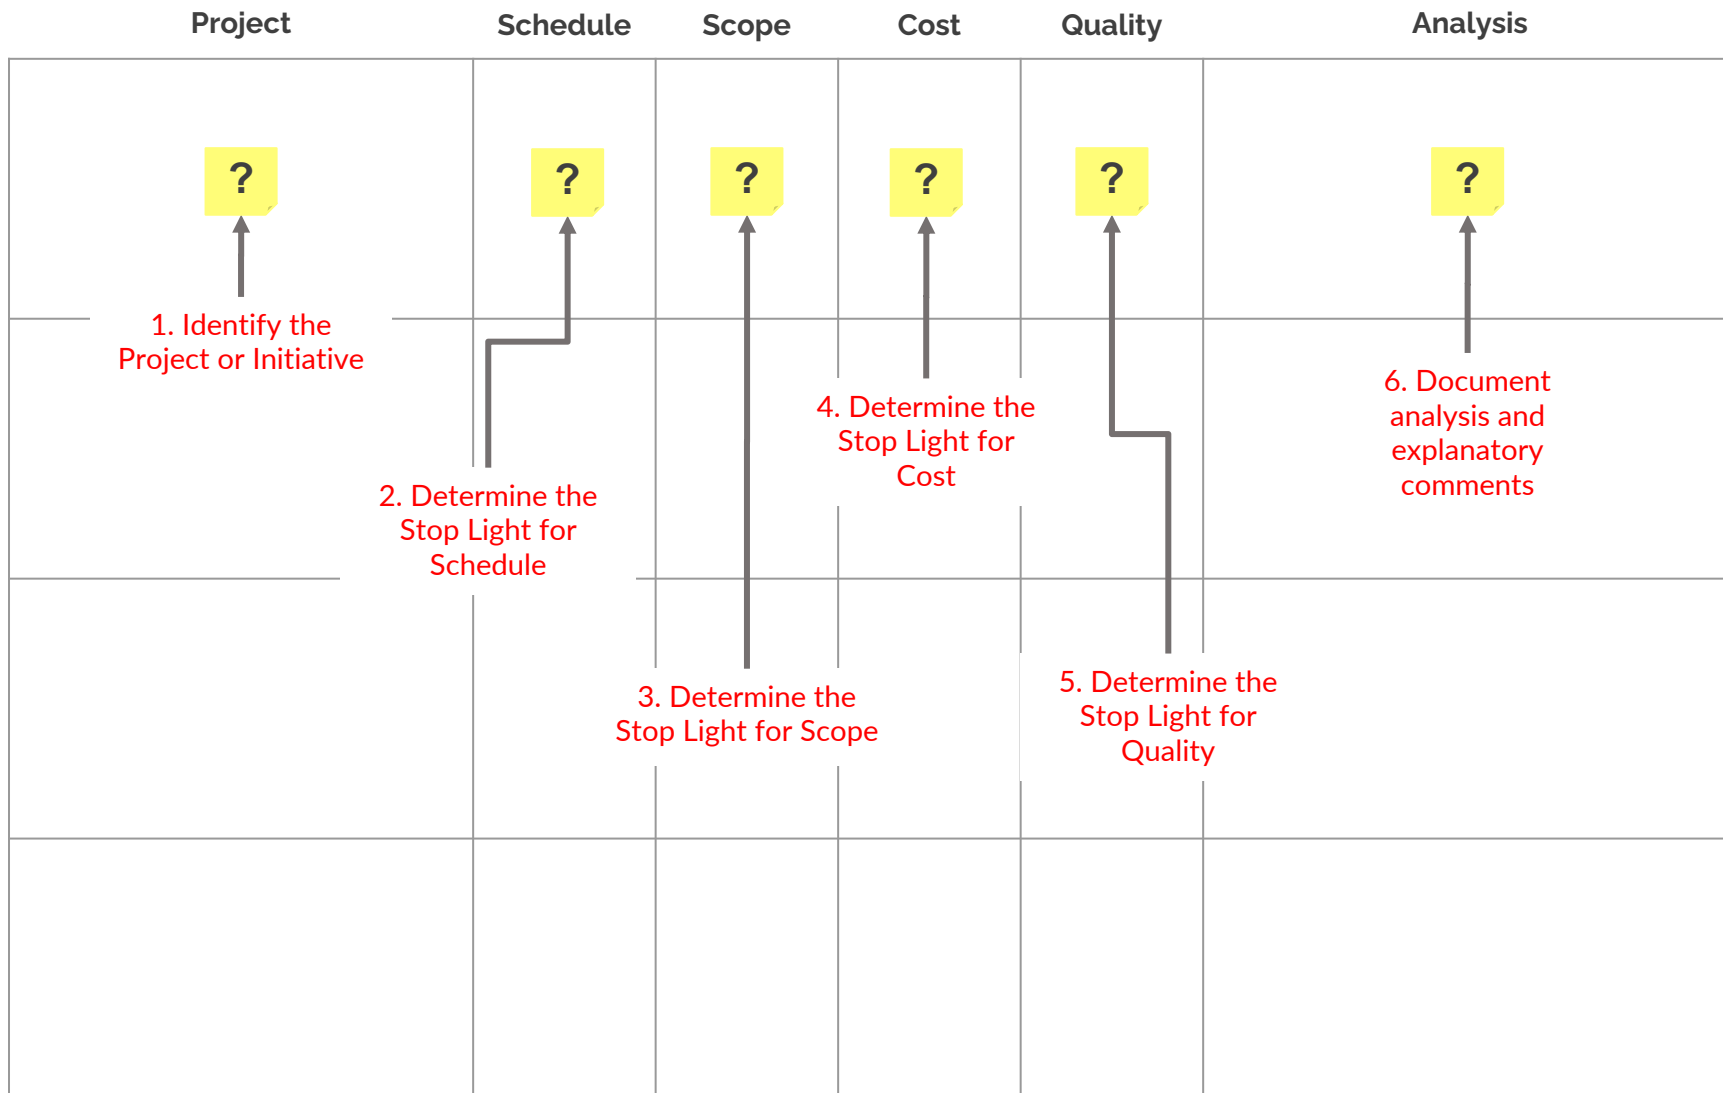 Project Schedule Scope Cost Quality Analysis
? ? ? ? ? ?
1. Identify the
Project or Initiative
2. Determine the
Stop Light for
Schedule
3. Determine the
Stop Light for Scope
4. Determine the
Stop Light for
Cost
5. Determine the
Stop Light for
Quality
6. Document
analysis and
explanatory
comments